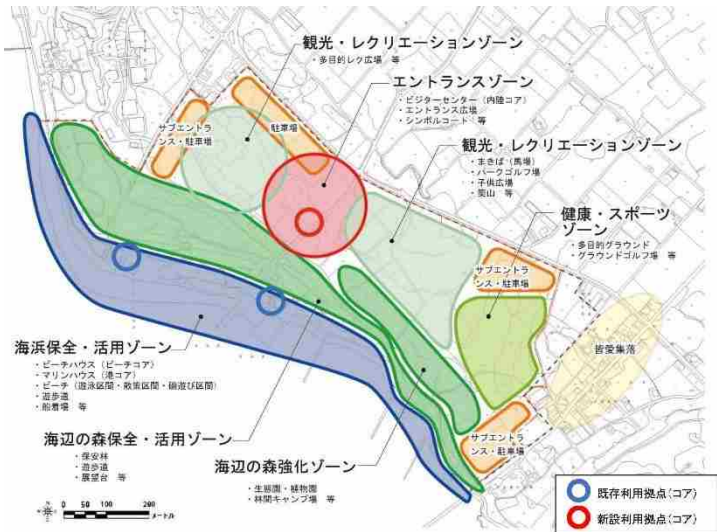 観光・レクリエーションゾーン
・多目的レク広場 等
エントランスゾーン
・ビジターセンター（内陸コア）
・エントランス広場
・シンボルコート 等
サブエントラ
ンス・駐車場
駐車場
観光・レクリエーションゾーン
・まきば（馬場）
・パークゴルフ場
・子供広場
・築山 等
健康・スポーツ
ゾーン
・多目的グラウンド
・グラウンドゴルフ場 等
サブエントラ
ンス・駐車場
皆愛集落
海浜保全・活用ゾーン
・ビーチハウス（ビーチコア）
・マリンハウス（港コア）
・ビーチ（遊泳区間・散策区間・磯遊び区間）
・遊歩道
・船着場 等
海辺の森保全・活用ゾーン
・保安林
・遊歩道
・展望台 等
海辺の森強化ゾーン
・生態園・植物園
・林間キャンプ場 等
サブエントラ
ンス・駐車場
0 50 100 200
メートル
既存利用拠点(コア)
新設利用拠点(コア)